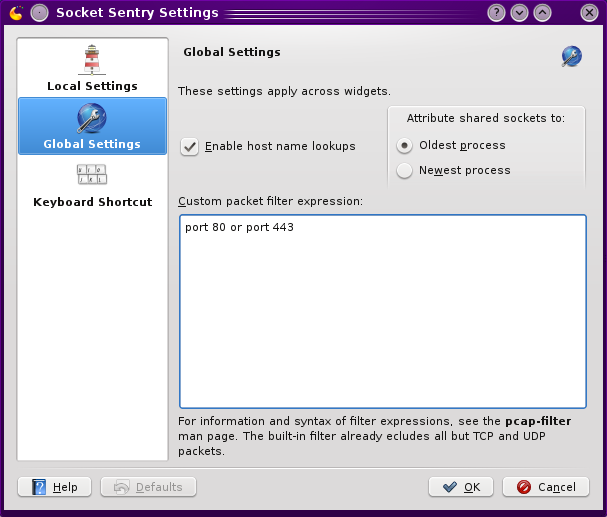 Socket Sentry Settings
Local Settings
Global Settings
Keyboard Shortcut
Global Settings
These settings apply across widgets.
Enable host name lookups
Attribute shared sockets to:
Oldest process
Newest process
Custom packet filter expression:
port 80 or port 443
For information and syntax of filter expressions, see the pcap-filter
man page. The built-in filter already ecludes all but TCP and UDP
packets.
Help
Defaults
OK
Cancel